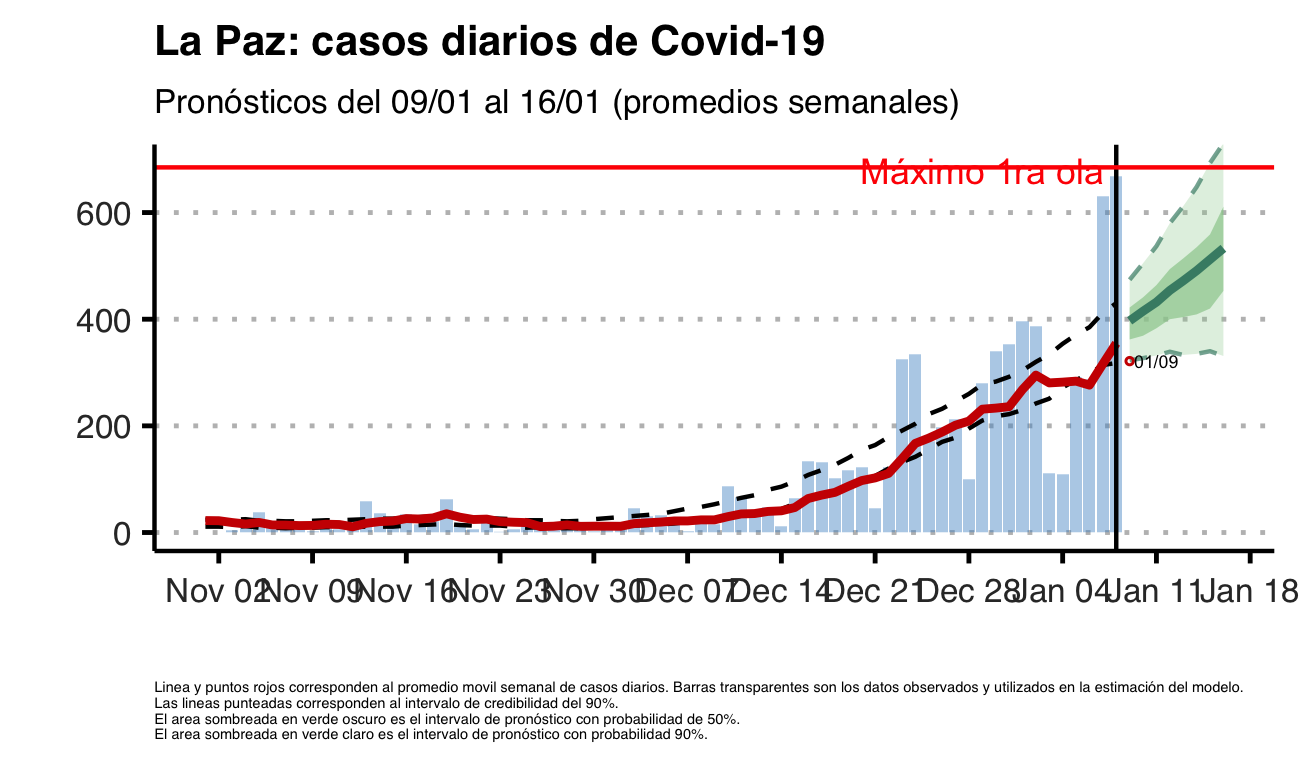 La Paz: casos diarios de Covid-19
Pronósticos del 09/01 al 16/01 (promedios semanales)
Máximo 1ra ola
600
400
200
0
01/09
Nov 02 Nov 09 Nov 16 Nov 23 Nov 30 Dec 07 Dec 14 Dec 21 Dec 28 Jan 04 Jan 11 Jan 18
Linea y puntos rojos corresponden al promedio movil semanal de casos diarios. Barras transparentes son los datos observados y utilizados en la estimación del modelo.
Las lineas punteadas corresponden al intervalo de credibilidad del 90%.
El area sombreada en verde oscuro es el intervalo de pronóstico con probabilidad de 50%.
El area sombreada en verde claro es el intervalo de pronóstico con probabilidad 90%.